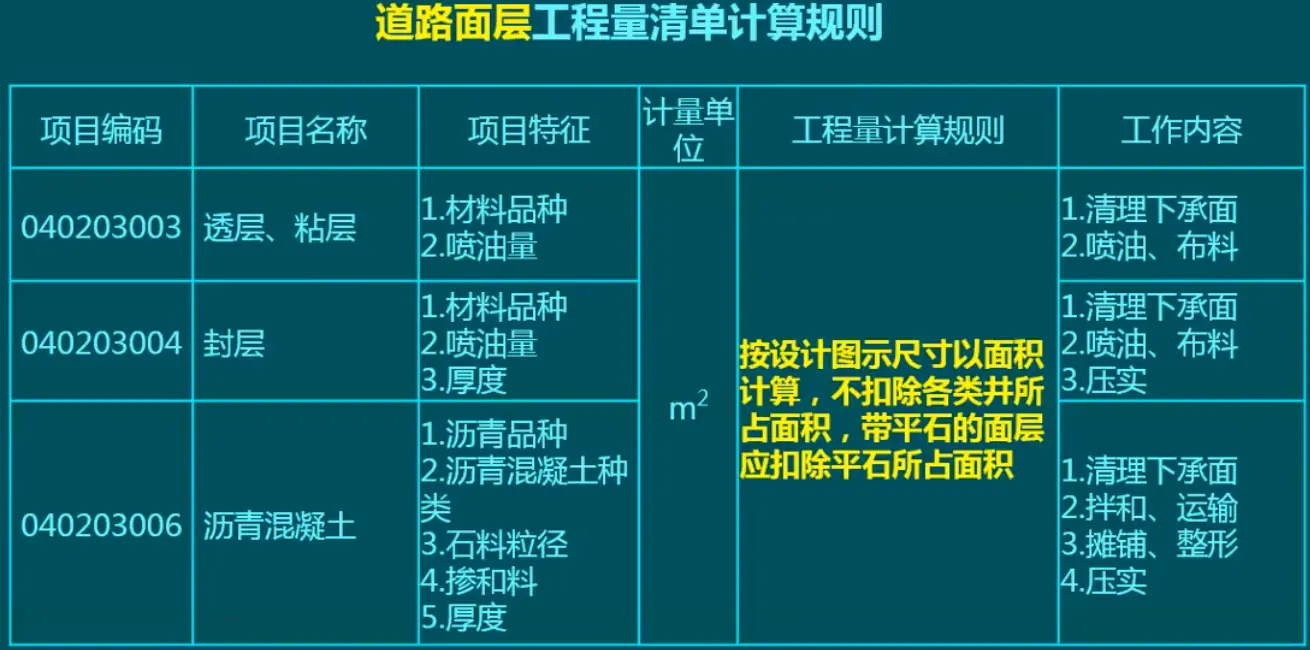 道路面层工程量清单计算规则
项目编码
项目名称
项目特征
计量单
位
工程量计算规则
工作内容
040203003
透层、粘层
1.材料品种
2.喷油量
m²
按设计图示尺寸以面积
计算，不扣除各类井所
占面积，带平石的面层
应扣除平石所占面积
1.清理下承面
2.喷油、布料
040203004
封层
1.材料品种
2.喷油量
3.厚度
1.清理下承面
2.喷油、布料
3.压实
040203006
沥青混凝土
1.沥青品种
2.沥青混凝土种
类
3.石料粒径
4.掺和料
5.厚度
1.清理下承面
2.拌和、运输
3.摊铺、整形
4.压实